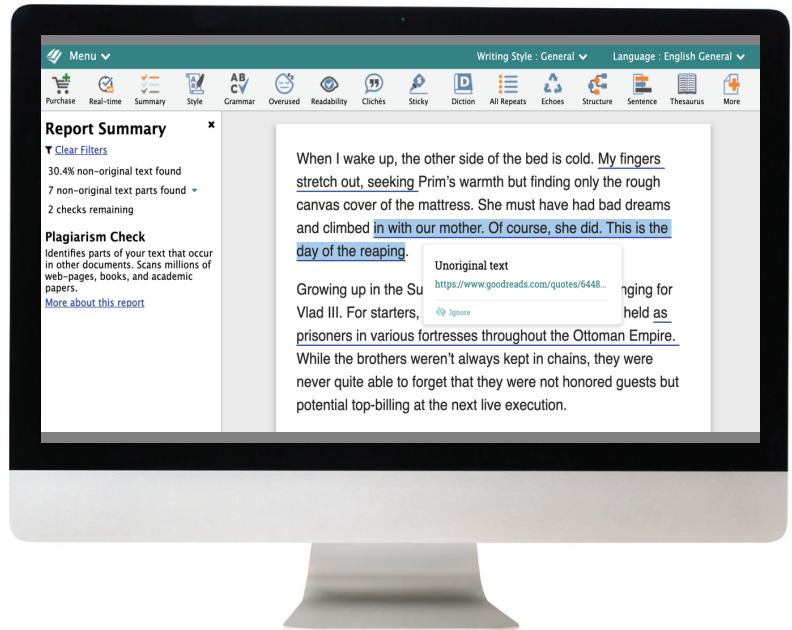 Menu
Writing Style : General
Language : English General
Purchase
Real-time
Summary
Style
Grammar
Overused
Readability
Clichés
Sticky
Diction
All Repeats
Echoes
Structure
Sentence
Thesaurus
More
Report Summary
Clear Filters
30.4% non-original text found
7 non-original text parts found
2 checks remaining
Plagiarism Check
Identifies parts of your text that occur
in other documents. Scans millions of
web-pages, books, and academic
papers.
More about this report
When I wake up, the other side of the bed is cold. My fingers
stretch out, seeking Prim's warmth but finding only the rough
canvas cover of the mattress. She must have had bad dreams
and climbed in with our mother. Of course, she did. This is the
day of the reaping.
Unoriginal text
https://www.goodreads.com/quotes/6448...
Ignore
Growing up in the
Vlad III. For starters, held as
prisoners in various fortresses throughout the Ottoman Empire.
While the brothers weren't always kept in chains, they were
never quite able to forget that they were not honored guests but
potential top-billing at the next live execution.